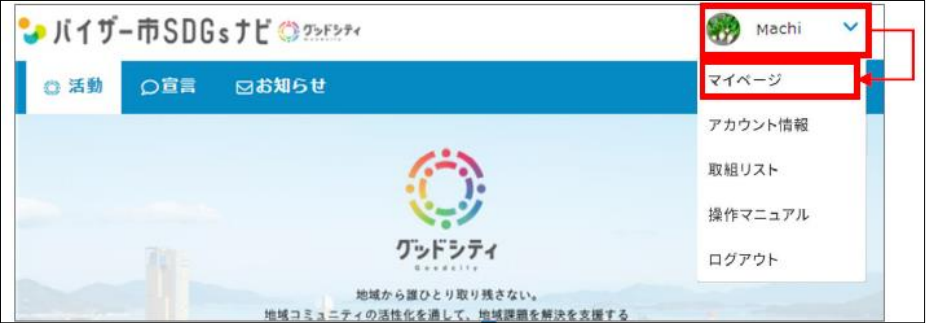 バイザー市SDGsナビ グッドシティ
Goodcity
Machi
活動 宣言 お知らせ
マイページ
アカウント情報
取組リスト
操作マニュアル
ログアウト
グッドシティ
Goodcity
地域から誰ひとり取り残さない。
地域コミュニティの活性化を通して、地域課題を解決を支援する